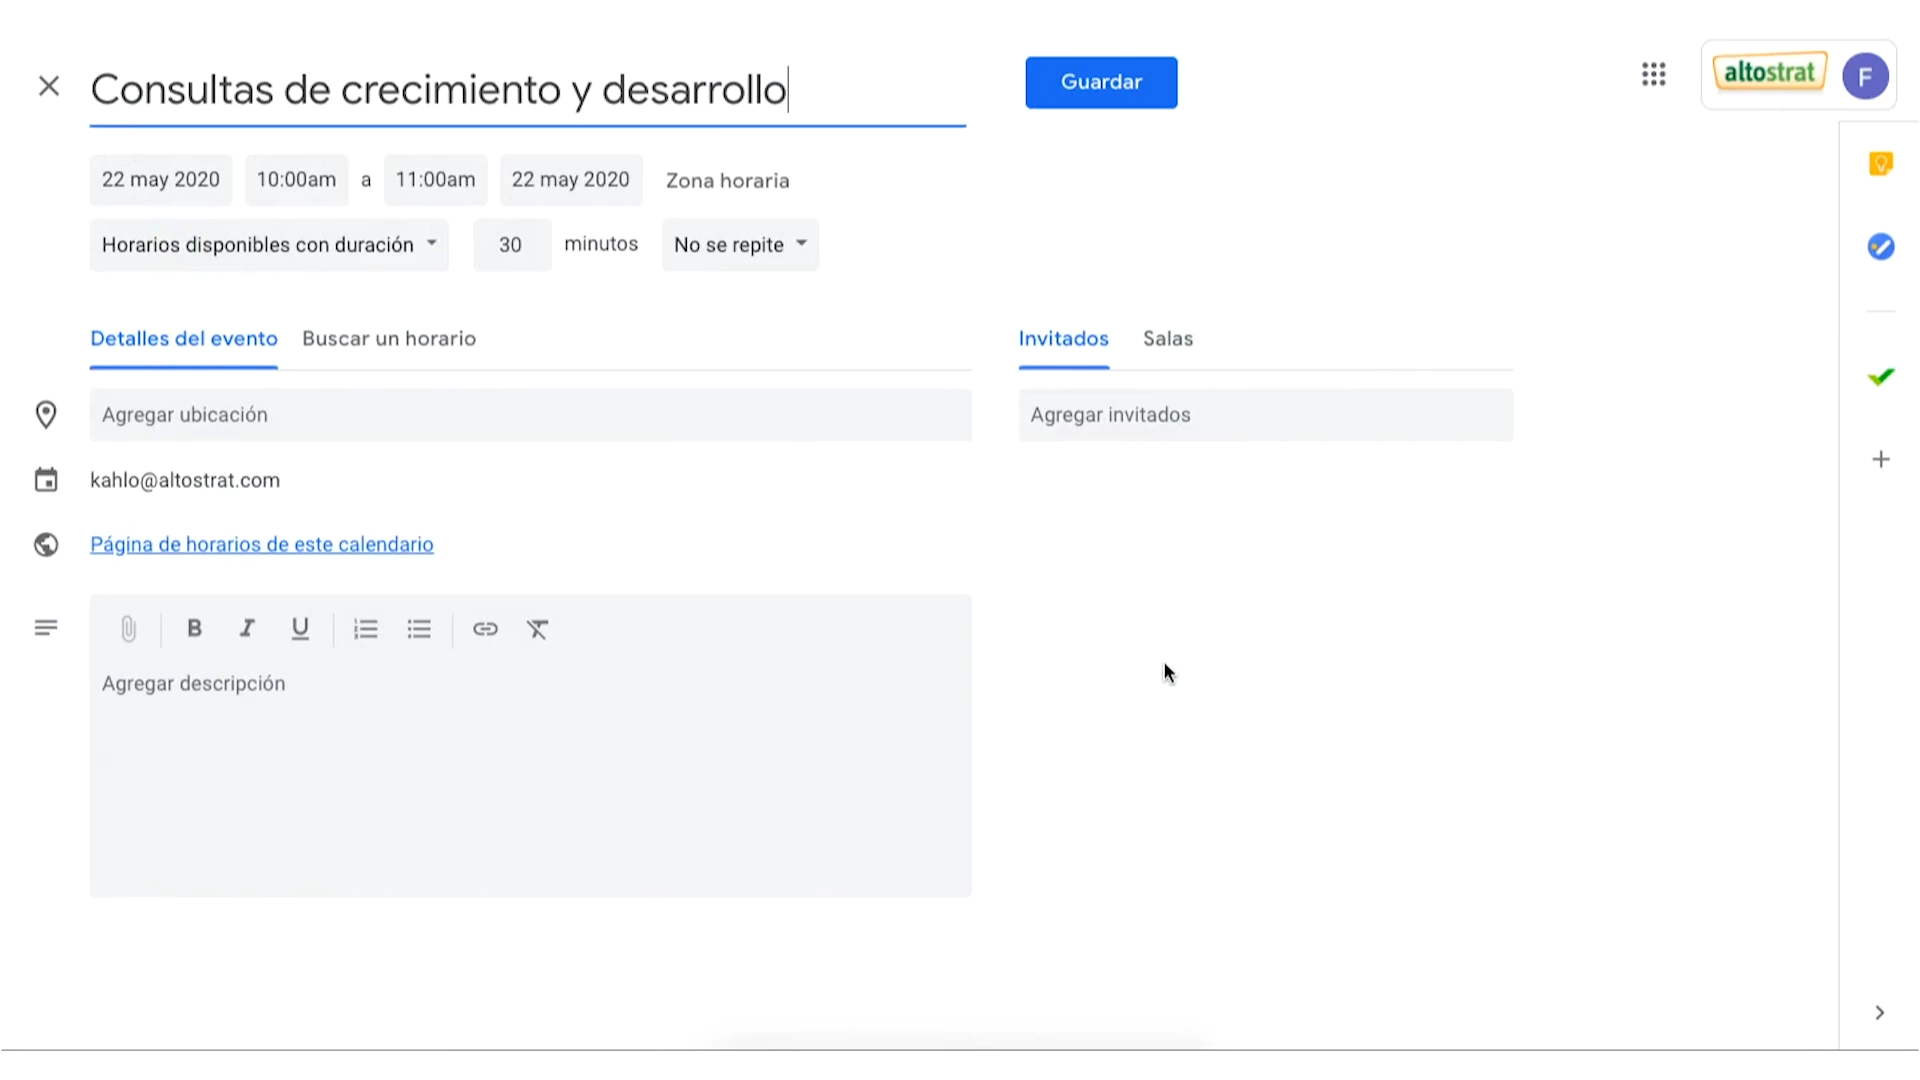 Consultas de crecimiento y desarrollo
Guardar
altostrat
F
22 may 2020 10:00am a 11:00am 22 may 2020 Zona horaria
Horarios disponibles con duración 30 minutos No se repite
Detalles del evento Buscar un horario
Invitados Salas
Agregar ubicación
Agregar invitados
kahlo@altostrat.com
Página de horarios de este calendario
B I U
Agregar descripción